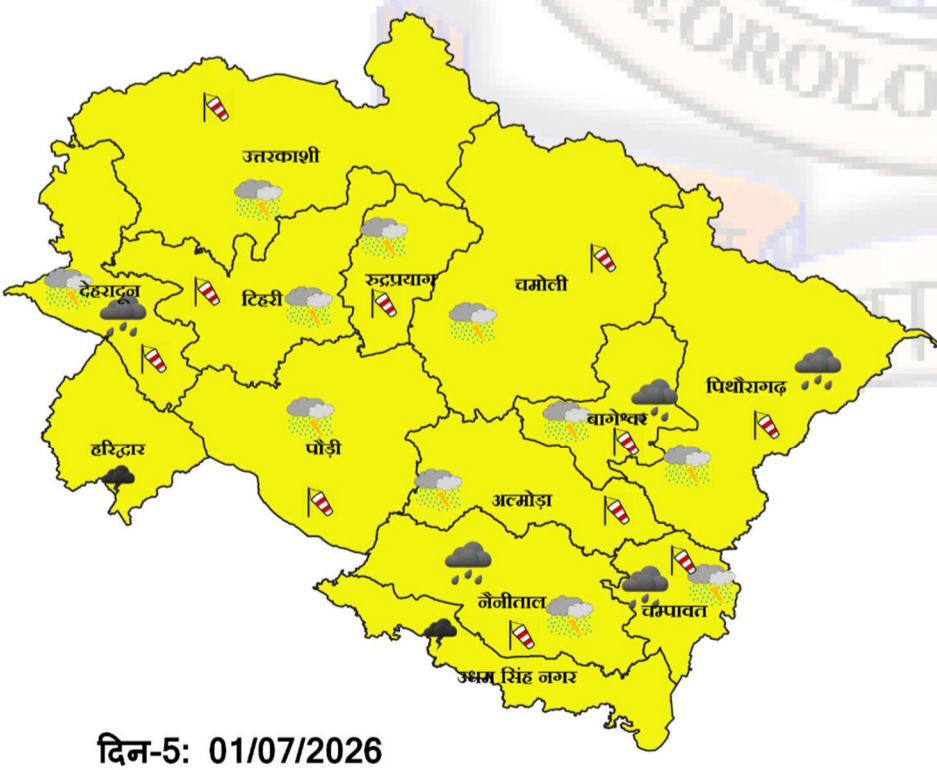 EOROLO
उत्तरकाशी
रुद्रप्रयाग
चमोली
देहरादून
टिहरी
पिथौरागढ़
बागेश्वर
हरिद्वार
पौड़ी
अल्मोड़ा
नैनीताल
चम्पावत
उधम सिंह नगर
दिन-5: 01/07/2026